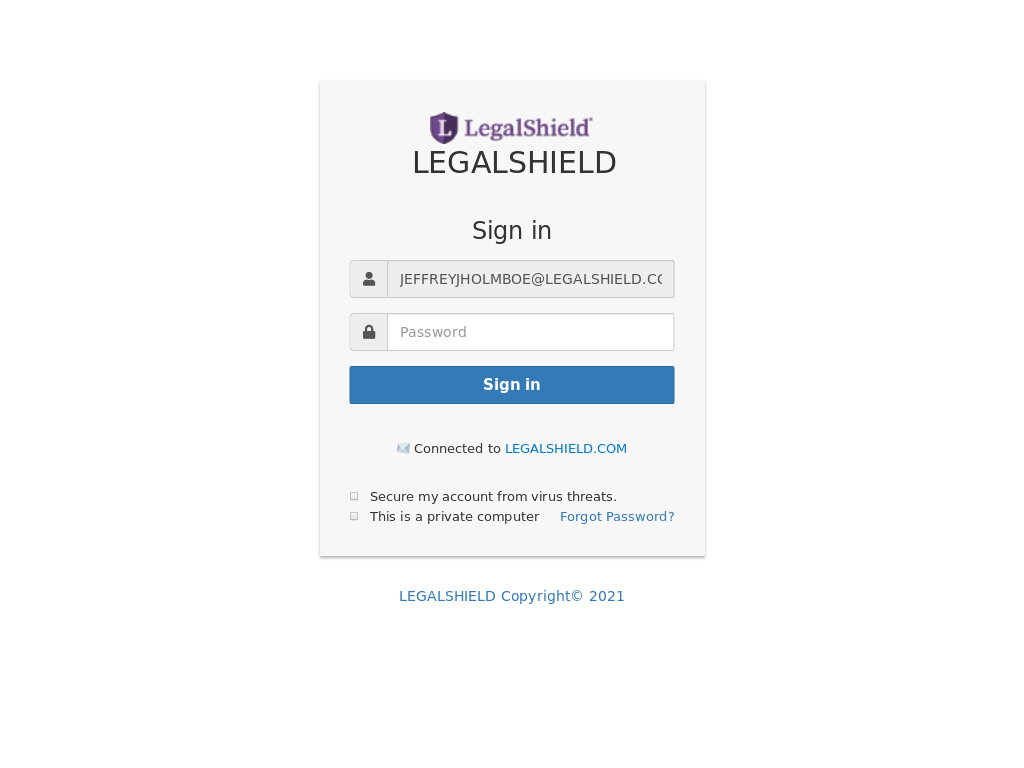 LegalShield
LEGALSHIELD
Sign in
JEFFREYJHOLMBOE@LEGALSHIELD.CO
Password
Sign in
Connected to LEGALSHIELD.COM
Secure my account from virus threats.
This is a private computer Forgot Password?
LEGALSHIELD Copyright© 2021